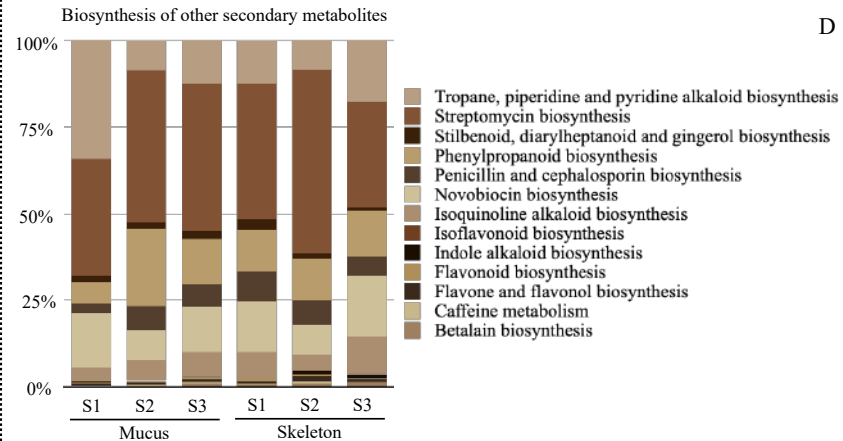 Biosynthesis of other secondary metabolites
D
100%
75%
50%
25%
0%
S1 S2 S3 S1 S2 S3
Mucus Skeleton
Tropane, piperidine and pyridine alkaloid biosynthesis
Streptomycin biosynthesis
Stilbenoid, diarylheptanoid and gingerol biosynthesis
Phenylpropanoid biosynthesis
Penicillin and cephalosporin biosynthesis
Novobiocin biosynthesis
Isoquinoline alkaloid biosynthesis
Isoflavonoid biosynthesis
Indole alkaloid biosynthesis
Flavonoid biosynthesis
Flavone and flavonol biosynthesis
Caffeine metabolism
Betalain biosynthesis